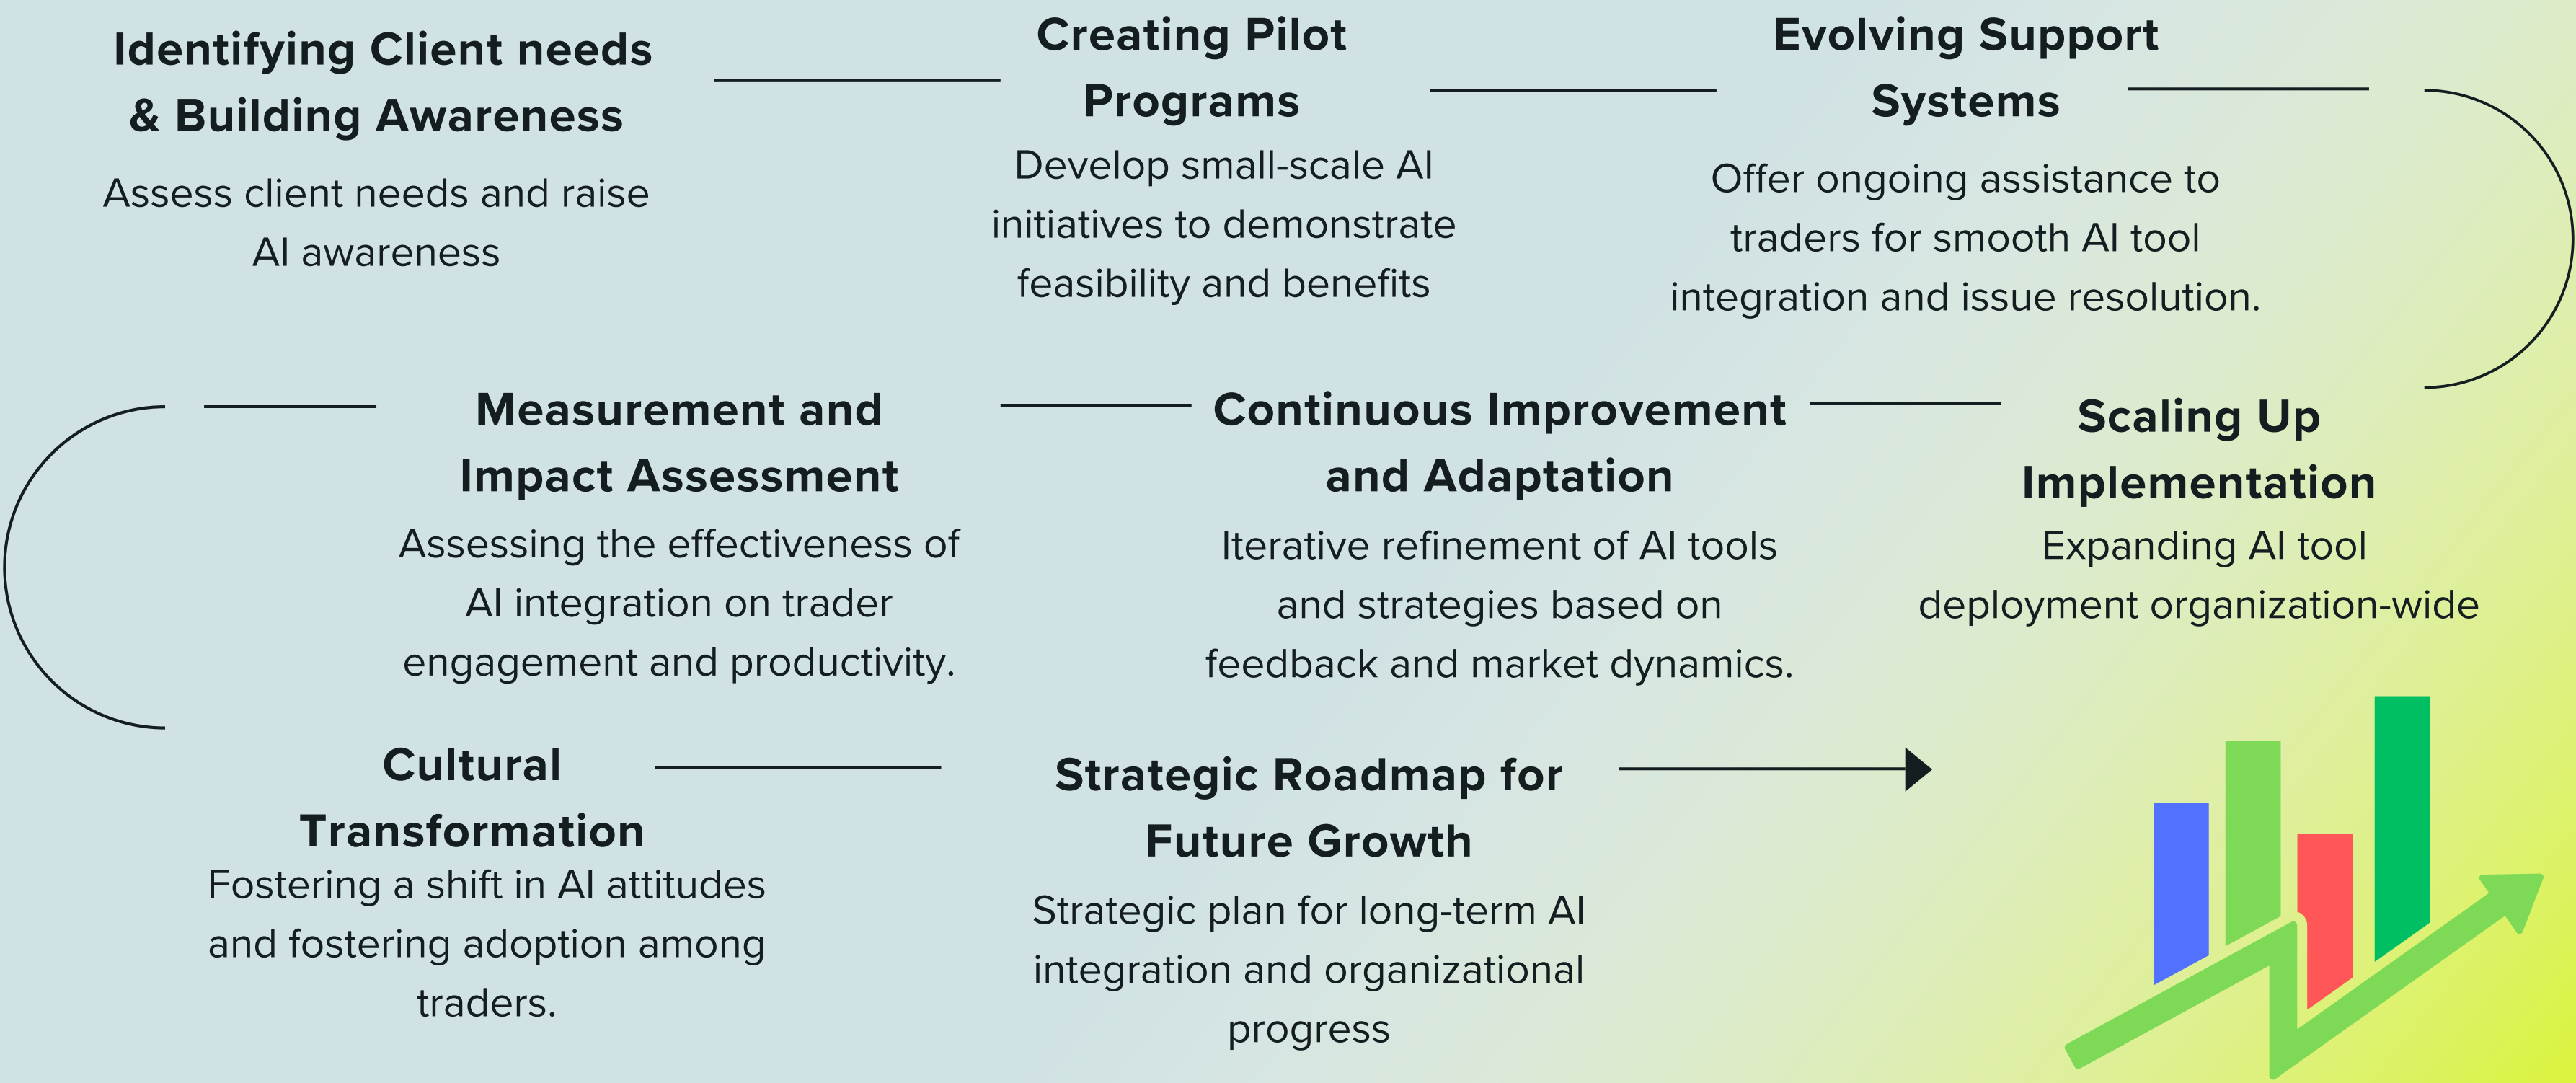 Identifying Client needs
& Building Awareness
Assess client needs and raise
AI awareness
Creating Pilot
Programs
Develop small-scale AI
initiatives to demonstrate
feasibility and benefits
Evolving Support
Systems
Offer ongoing assistance to
traders for smooth AI tool
integration and issue resolution.
Scaling Up
Implementation
Expanding AI tool
deployment organization-wide
Continuous Improvement
and Adaptation
Iterative refinement of AI tools
and strategies based on
feedback and market dynamics.
Measurement and
Impact Assessment
Assessing the effectiveness of
AI integration on trader
engagement and productivity.
Cultural
Transformation
Fostering a shift in AI attitudes
and fostering adoption among
traders.
Strategic Roadmap for
Future Growth
Strategic plan for long-term AI
integration and organizational
progress